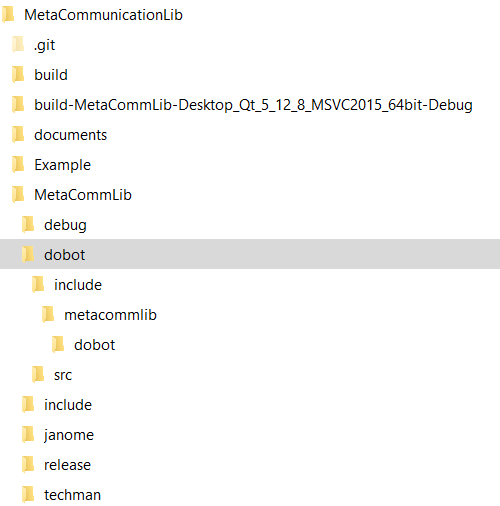 MetaCommunicationLib
.git
build
build-MetaCommLib-Desktop_Qt_5_12_8_MSVC2015_64bit-Debug
documents
Example
MetaCommLib
debug
dobot
include
metacommlib
dobot
src
include
janome
release
techman